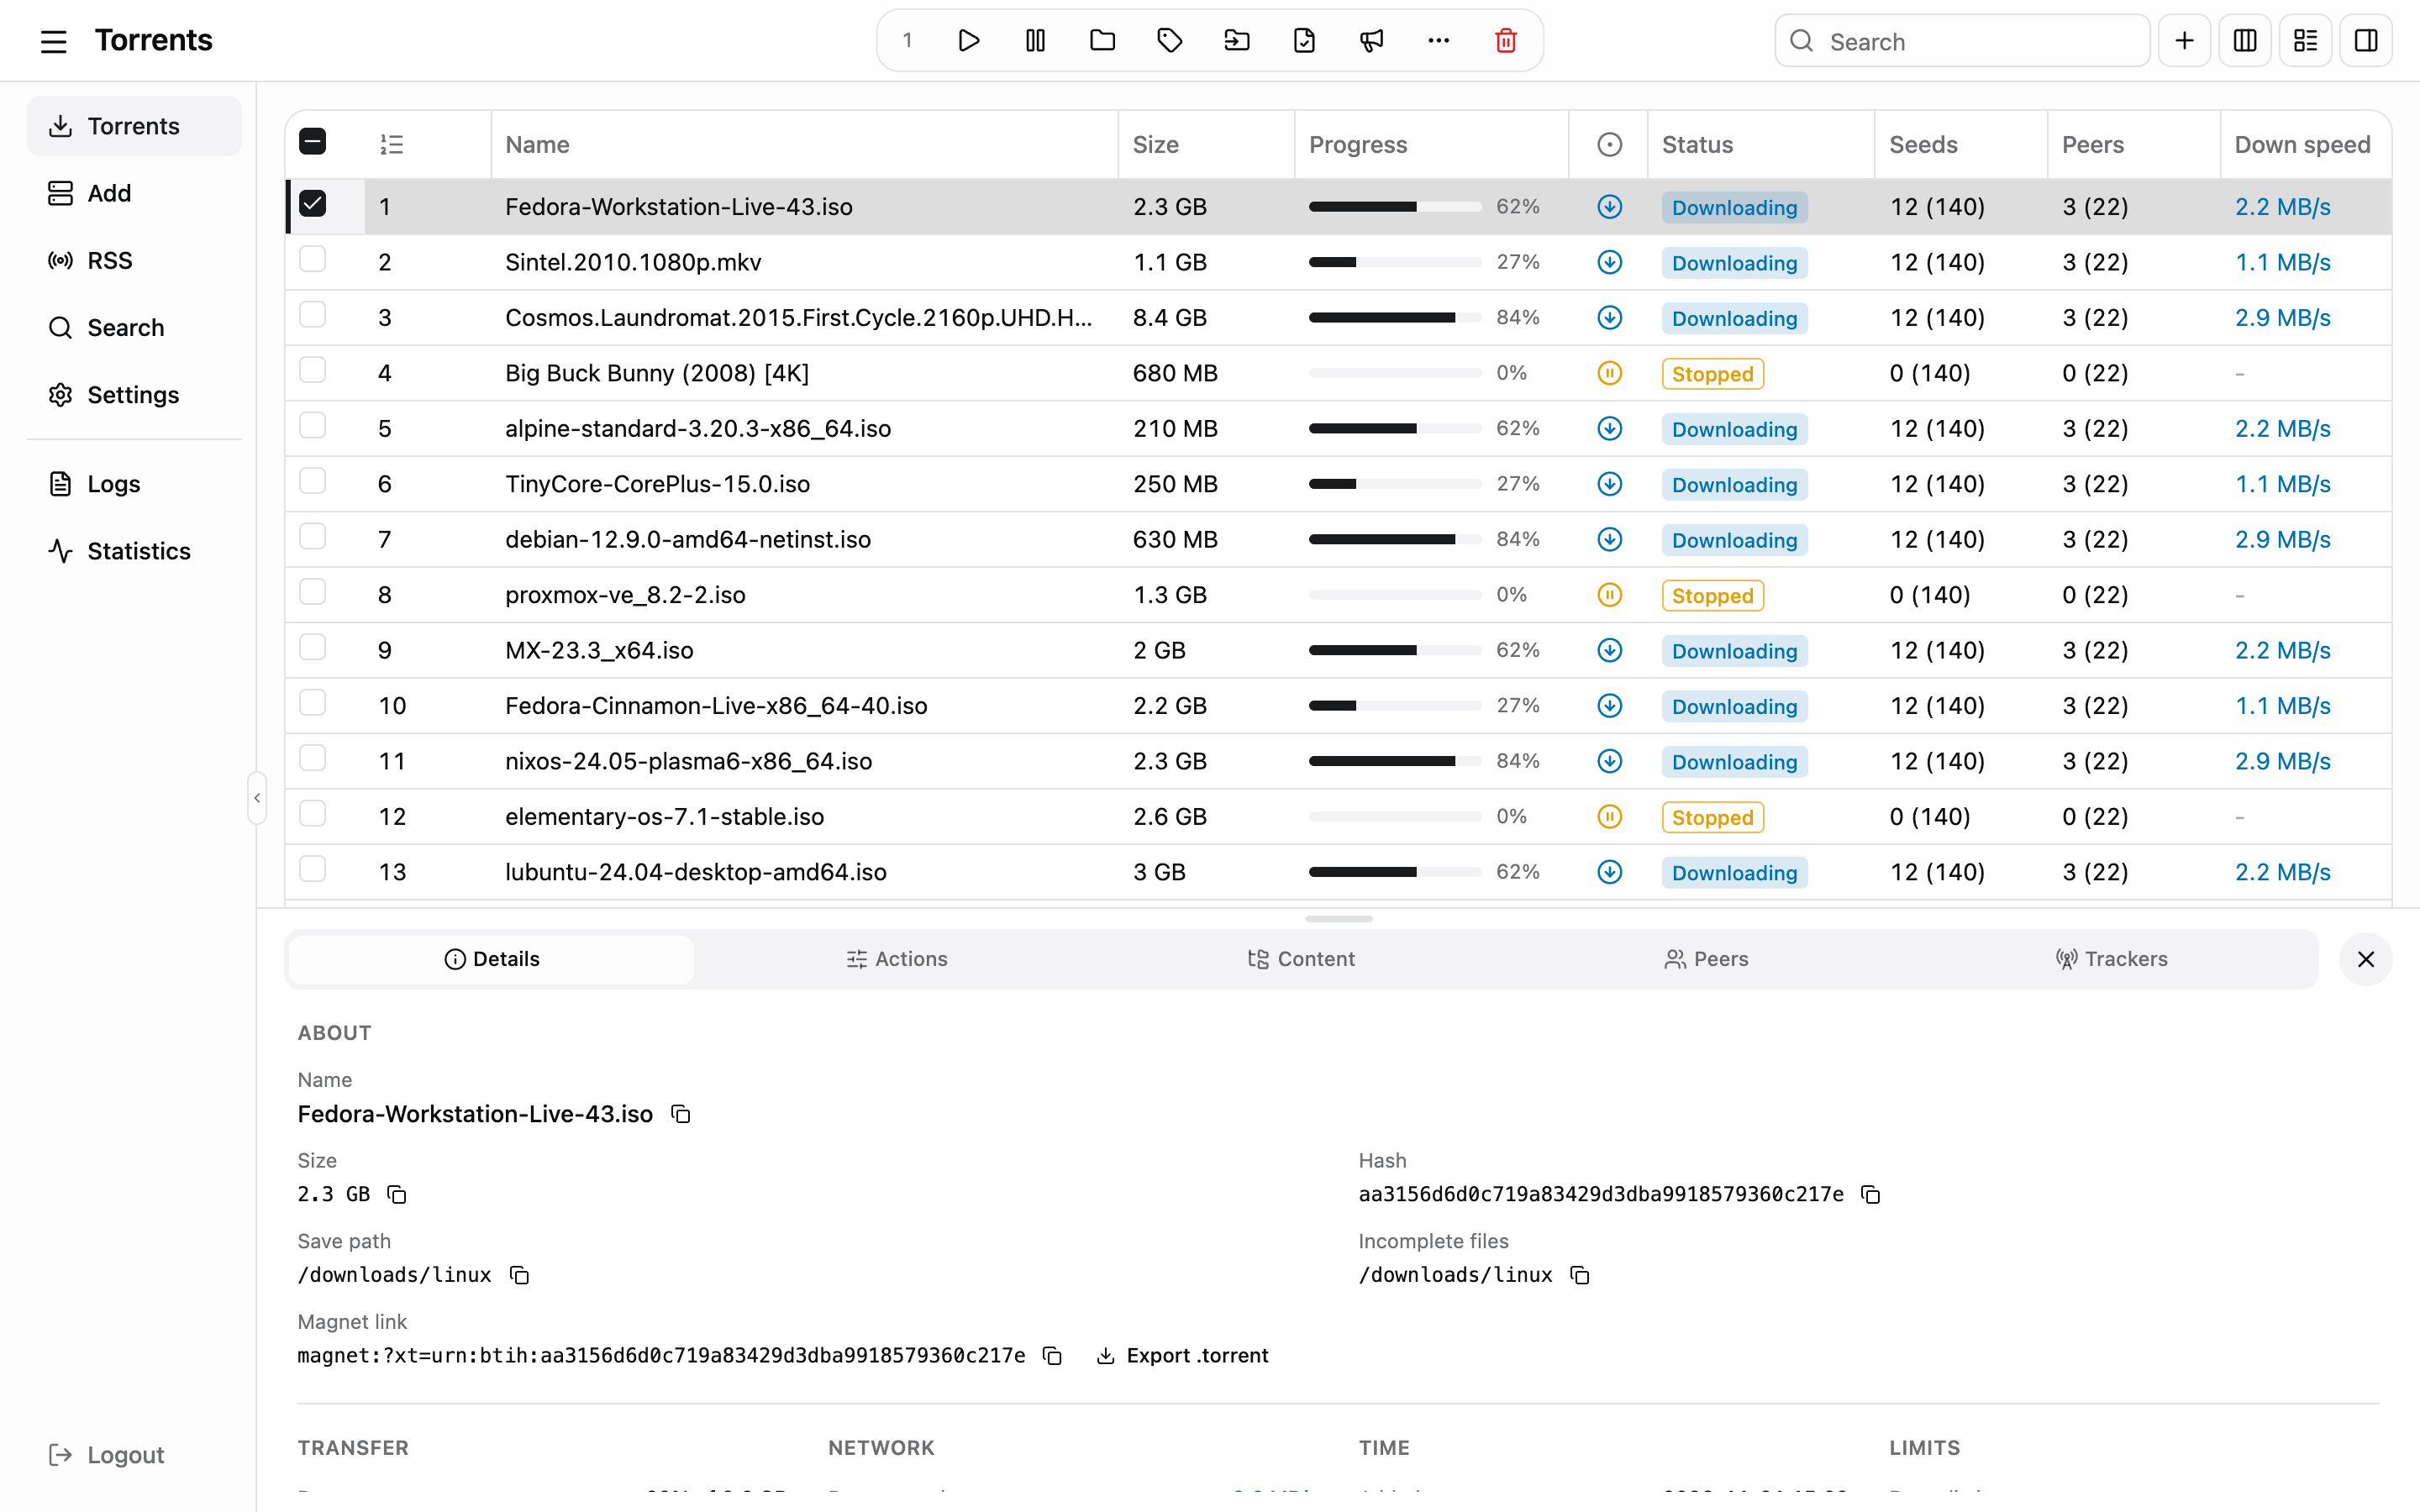 Torrents
1
Search
Torrents
Add
RSS
Search
Settings
Logs
Statistics
Logout
Name Size Progress Status Seeds Peers Down speed
1 Fedora-Workstation-Live-43.iso 2.3 GB 62% Downloading 12 (140) 3 (22) 2.2 MB/s
2 Sintel.2010.1080p.mkv 1.1 GB 27% Downloading 12 (140) 3 (22) 1.1 MB/s
3 Cosmos.Laundromat.2015.First.Cycle.2160p.UHD.H... 8.4 GB 84% Downloading 12 (140) 3 (22) 2.9 MB/s
4 Big Buck Bunny (2008) [4K] 680 MB 0% Stopped 0 (140) 0 (22) -
5 alpine-standard-3.20.3-x86_64.iso 210 MB 62% Downloading 12 (140) 3 (22) 2.2 MB/s
6 TinyCore-CorePlus-15.0.iso 250 MB 27% Downloading 12 (140) 3 (22) 1.1 MB/s
7 debian-12.9.0-amd64-netinst.iso 630 MB 84% Downloading 12 (140) 3 (22) 2.9 MB/s
8 proxmox-ve_8.2-2.iso 1.3 GB 0% Stopped 0 (140) 0 (22) -
9 MX-23.3_x64.iso 2 GB 62% Downloading 12 (140) 3 (22) 2.2 MB/s
10 Fedora-Cinnamon-Live-x86_64-40.iso 2.2 GB 27% Downloading 12 (140) 3 (22) 1.1 MB/s
11 nixos-24.05-plasma6-x86_64.iso 2.3 GB 84% Downloading 12 (140) 3 (22) 2.9 MB/s
12 elementary-os-7.1-stable.iso 2.6 GB 0% Stopped 0 (140) 0 (22) -
13 lubuntu-24.04-desktop-amd64.iso 3 GB 62% Downloading 12 (140) 3 (22) 2.2 MB/s
Details Actions Content Peers Trackers
ABOUT
Name
Fedora-Workstation-Live-43.iso
Size Hash
2.3 GB aa3156d6d0c719a83429d3dba9918579360c217e
Save path Incomplete files
/downloads/linux /downloads/linux
Magnet link
magnet:?xt=urn:btih:aa3156d6d0c719a83429d3dba9918579360c217e Export .torrent
TRANSFER NETWORK TIME LIMITS